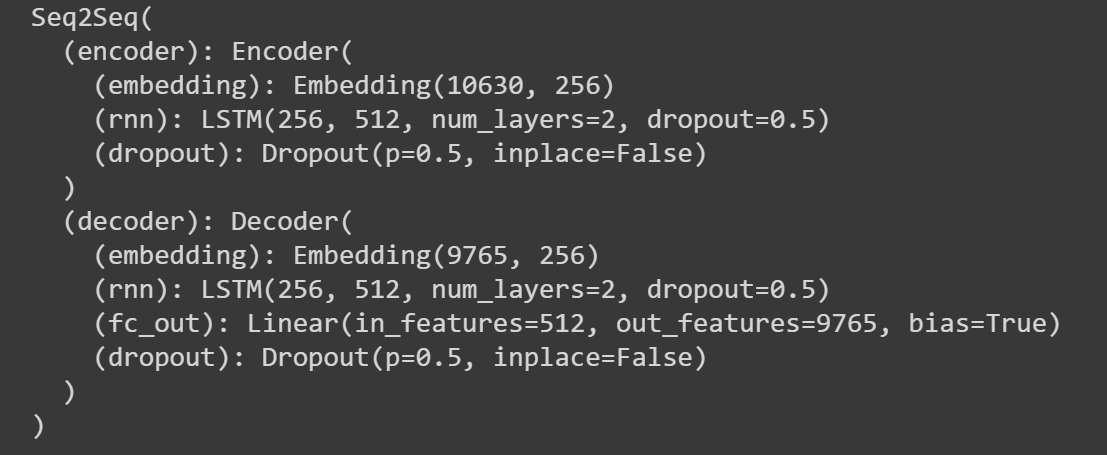 Seq2Seq(
  (encoder): Encoder(
    (embedding): Embedding(10630, 256)
    (rnn): LSTM(256, 512, num_layers=2, dropout=0.5)
    (dropout): Dropout(p=0.5, inplace=False)
  )
  (decoder): Decoder(
    (embedding): Embedding(9765, 256)
    (rnn): LSTM(256, 512, num_layers=2, dropout=0.5)
    (fc_out): Linear(in_features=512, out_features=9765, bias=True)
    (dropout): Dropout(p=0.5, inplace=False)
  )
)